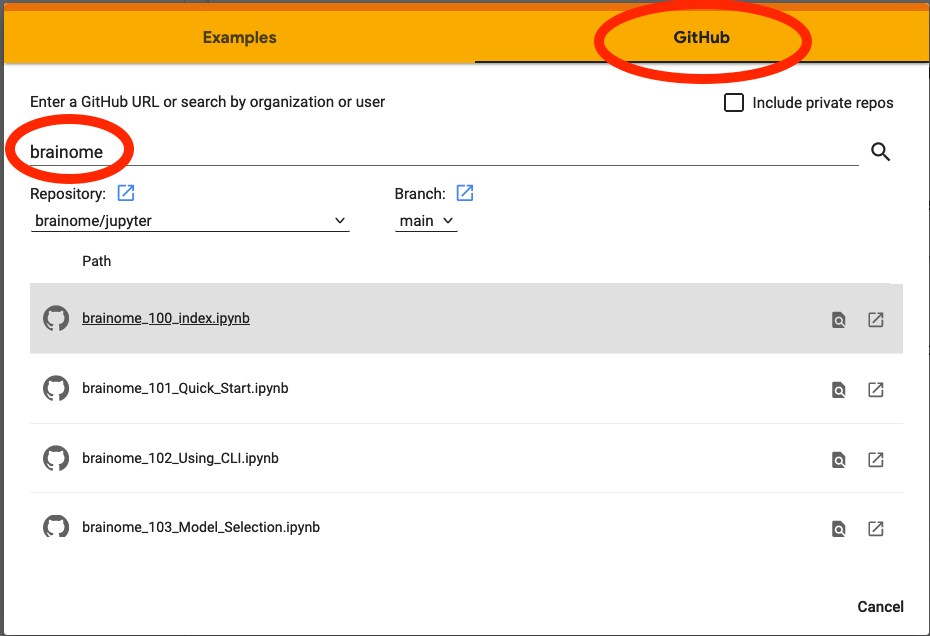 Examples
GitHub
Enter a GitHub URL or search by organization or user
Include private repos
brainome
Repository:
Branch:
brainome/jupyter
main
Path
brainome_100_index.ipynb
brainome_101_Quick_Start.ipynb
brainome_102_Using_CLI.ipynb
brainome_103_Model_Selection.ipynb
Cancel